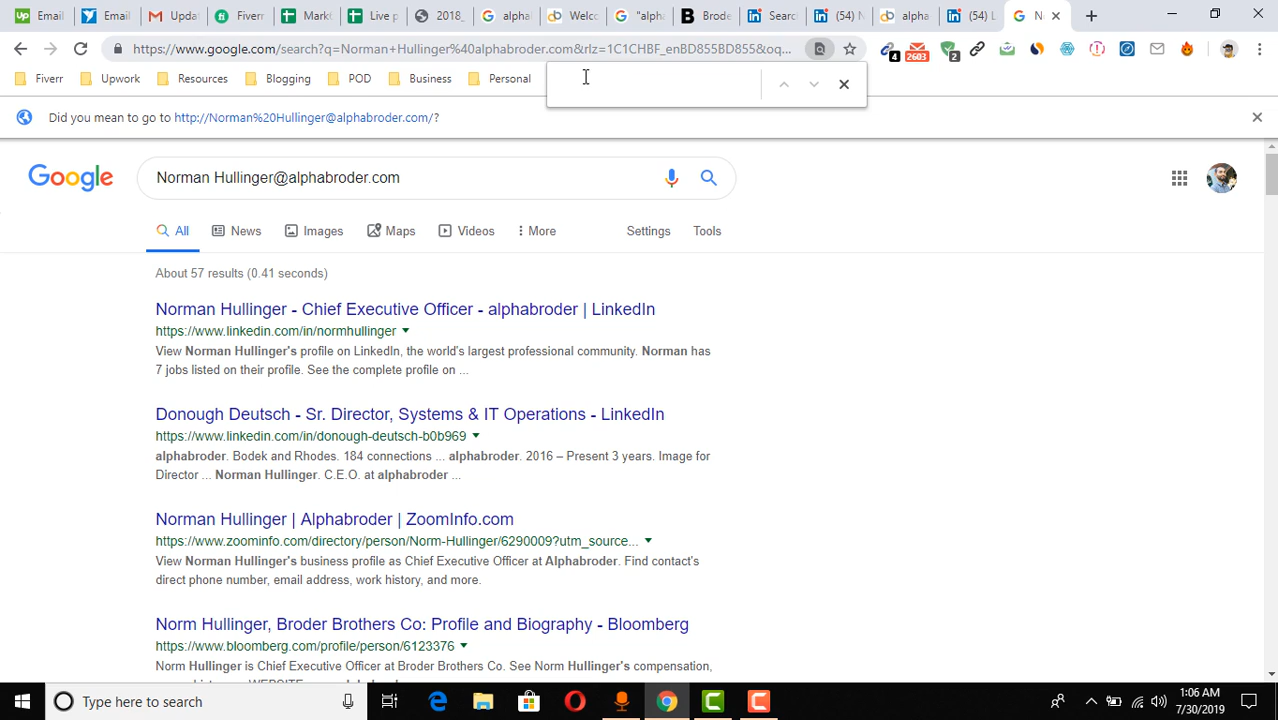 Email
Email
Updat
Fiverr
Mark
Live p
20
alpha
Welc
"alph
Brode
Searc
(54) N
alpha
(54) L
N
https://www.google.com/search?q=Norman+Hullinger%40alphabroder.com&rlz=1C1CHBF_enBD855BD855&oq...
4
2603
2
Fiverr
Upwork
Resources
Blogging
POD
Business
Personal
Did you mean to go to http://Norman%20Hullinger@alphabroder.com/?
Google
Norman Hullinger@alphabroder.com
All
News
Images
Maps
Videos
More
Settings
Tools
About 57 results (0.41 seconds)
Norman Hullinger - Chief Executive Officer - alphabroder | LinkedIn
https://www.linkedin.com/in/normhullinger
View Norman Hullinger's profile on LinkedIn, the world's largest professional community. Norman has
7 jobs listed on their profile. See the complete profile on ...
Donough Deutsch - Sr. Director, Systems & IT Operations - LinkedIn
https://www.linkedin.com/in/donough-deutsch-b0b969
alphabroder. Bodek and Rhodes. 184 connections ... alphabroder. 2016 – Present 3 years. Image for
Director ... Norman Hullinger. C.E.O. at alphabroder ...
Norman Hullinger | Alphabroder | ZoomInfo.com
https://www.zoominfo.com/directory/person/Norm-Hullinger/6290009?utm_source...
View Norman Hullinger's business profile as Chief Executive Officer at Alphabroder. Find contact's
direct phone number, email address, work history, and more.
Norm Hullinger, Broder Brothers Co: Profile and Biography - Bloomberg
https://www.bloomberg.com/profile/person/6123376
Norm Hullinger is Chief Executive Officer at Broder Brothers Co. See Norm Hullinger's compensation,
Type here to search
1:06 AM
7/30/2019